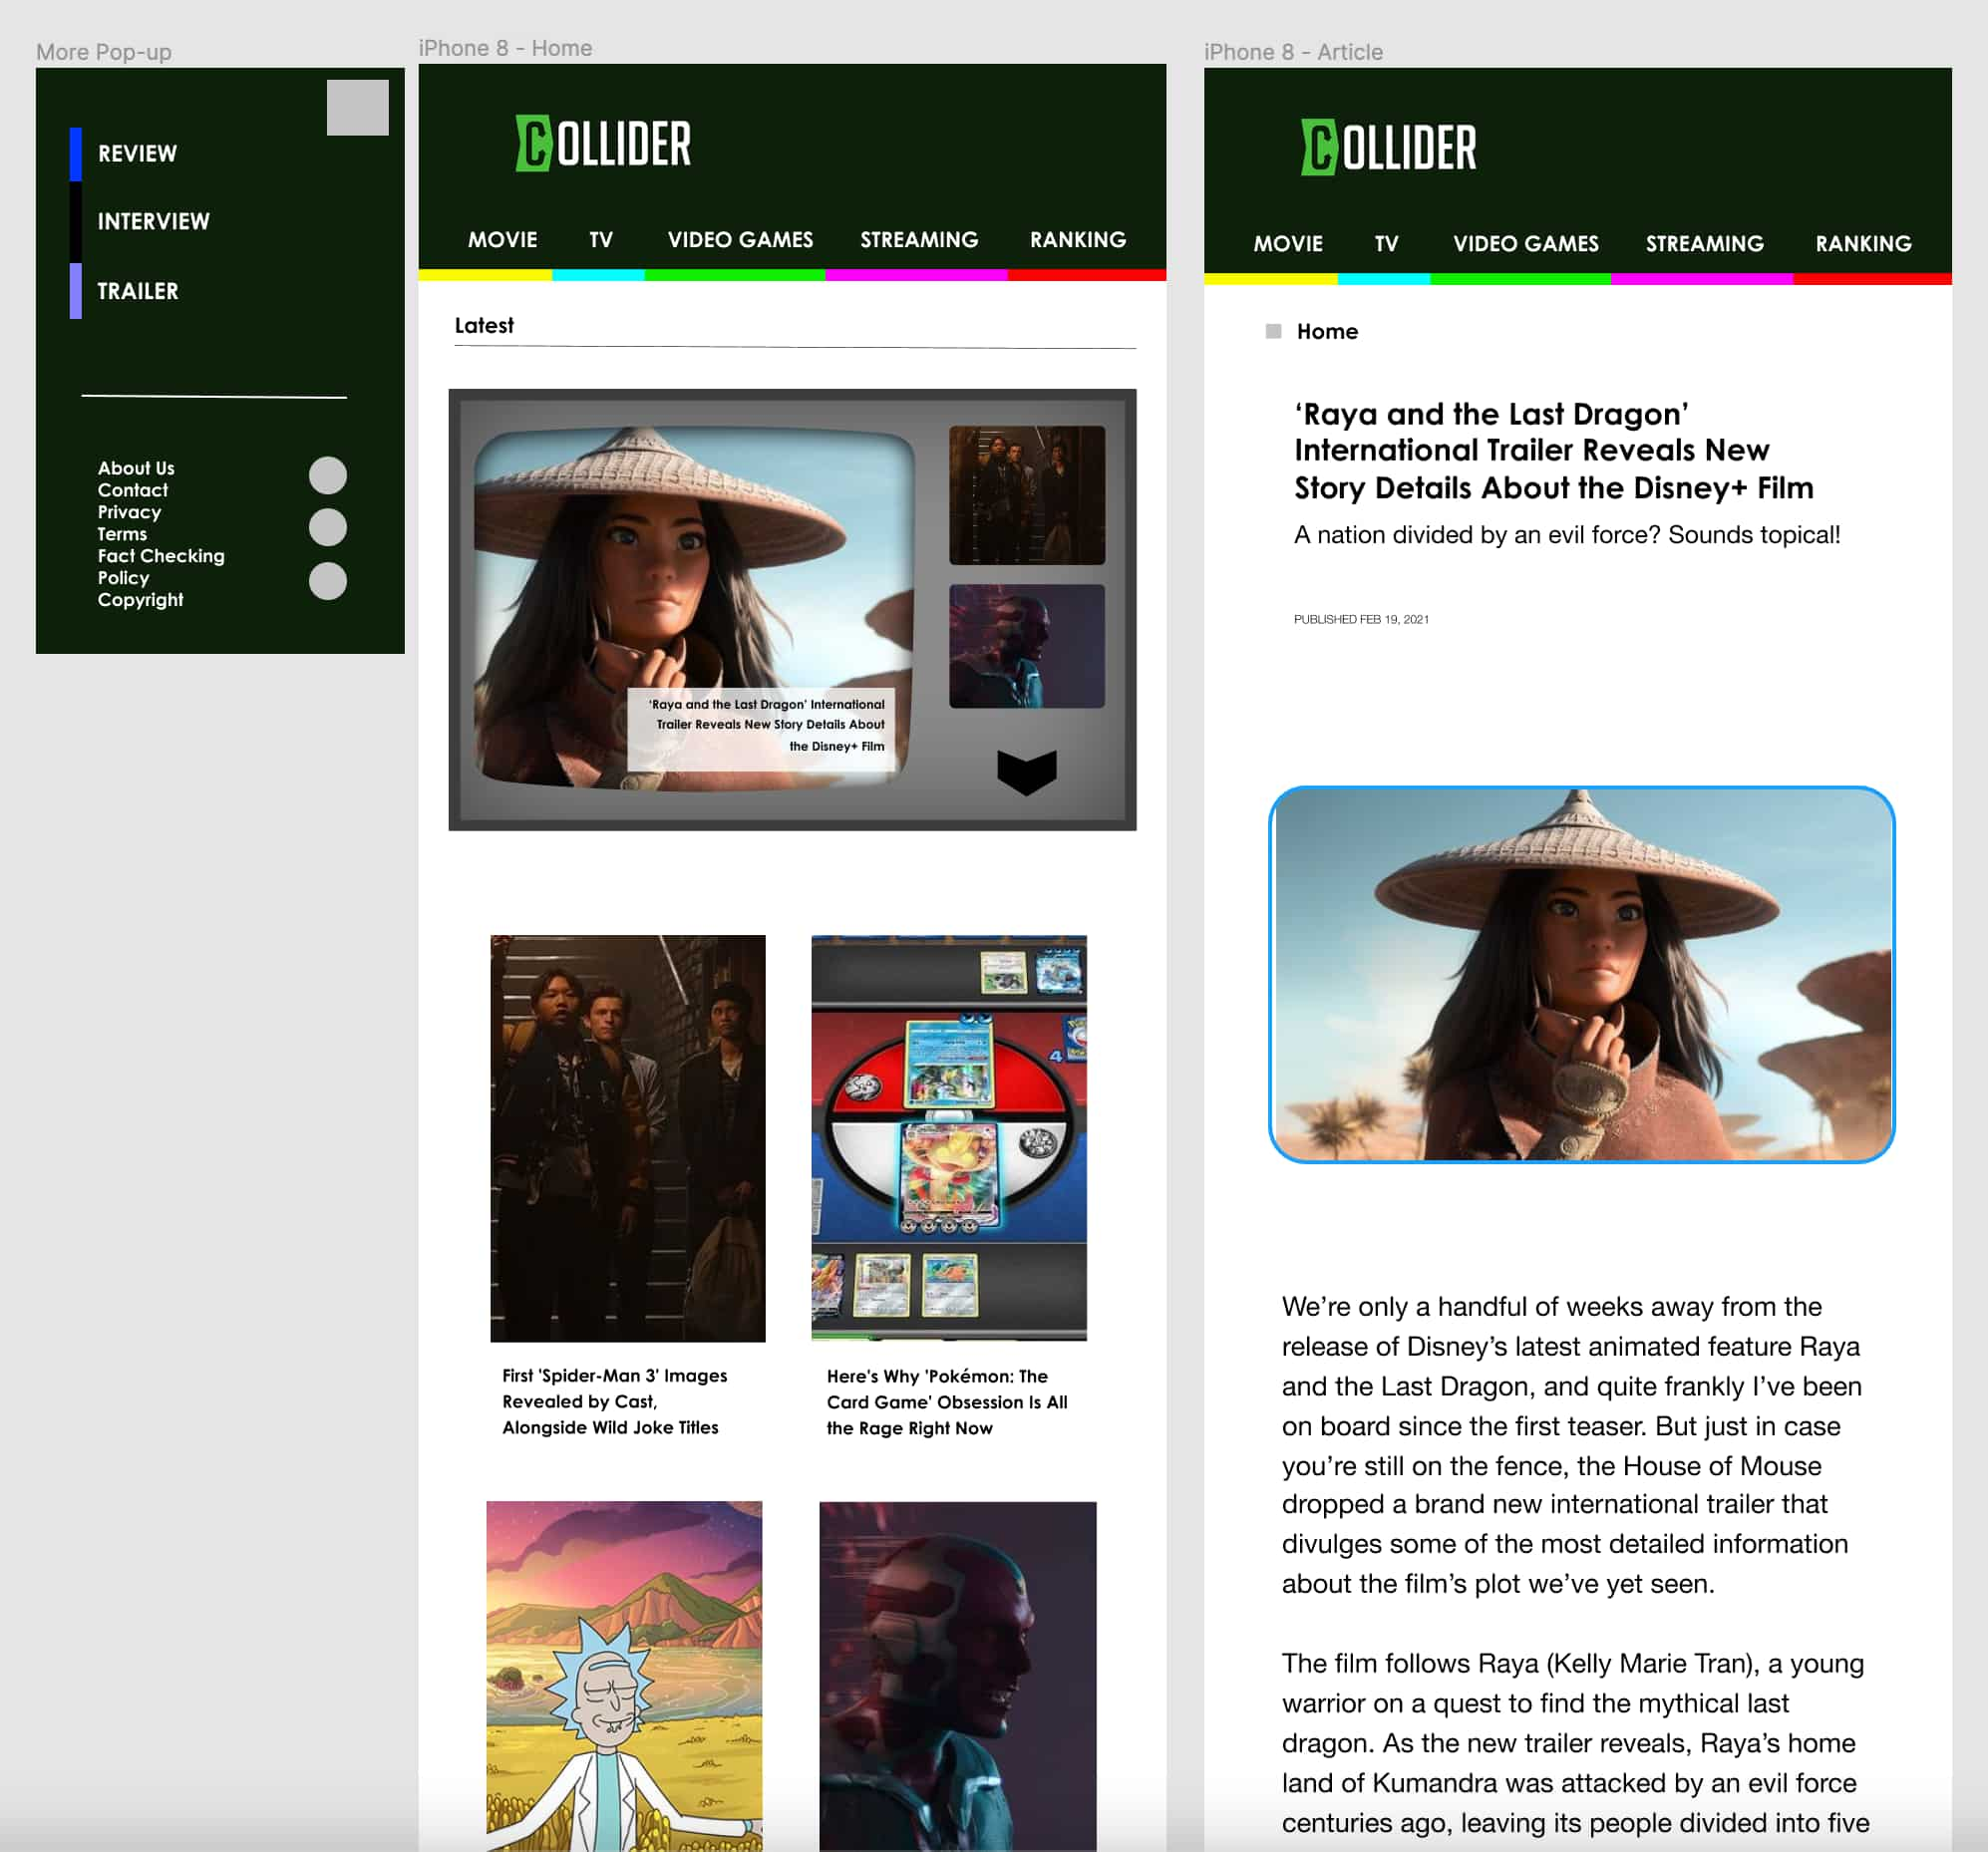 More Pop-up
REVIEW
INTERVIEW
TRAILER
About Us
Contact
Privacy
Terms
Fact Checking
Policy
Copyright
iPhone 8 - Home
COLLIDER
MOVIE TV VIDEO GAMES STREAMING RANKING
Latest
‘Raya and the Last Dragon’ International
Trailer Reveals New Story Details About
the Disney+ Film
4
First 'Spider-Man 3' Images
Revealed by Cast,
Alongside Wild Joke Titles
Here's Why 'Pokémon: The
Card Game' Obsession Is All
the Rage Right Now
iPhone 8 - Article
COLLIDER
MOVIE TV VIDEO GAMES STREAMING RANKING
Home
‘Raya and the Last Dragon’
International Trailer Reveals New
Story Details About the Disney+ Film
A nation divided by an evil force? Sounds topical!
PUBLISHED FEB 19, 2021
We’re only a handful of weeks away from the
release of Disney’s latest animated feature Raya
and the Last Dragon, and quite frankly I’ve been
on board since the first teaser. But just in case
you’re still on the fence, the House of Mouse
dropped a brand new international trailer that
divulges some of the most detailed information
about the film’s plot we’ve yet seen.
The film follows Raya (Kelly Marie Tran), a young
warrior on a quest to find the mythical last
dragon. As the new trailer reveals, Raya’s home
land of Kumandra was attacked by an evil force
centuries ago, leaving its people divided into five